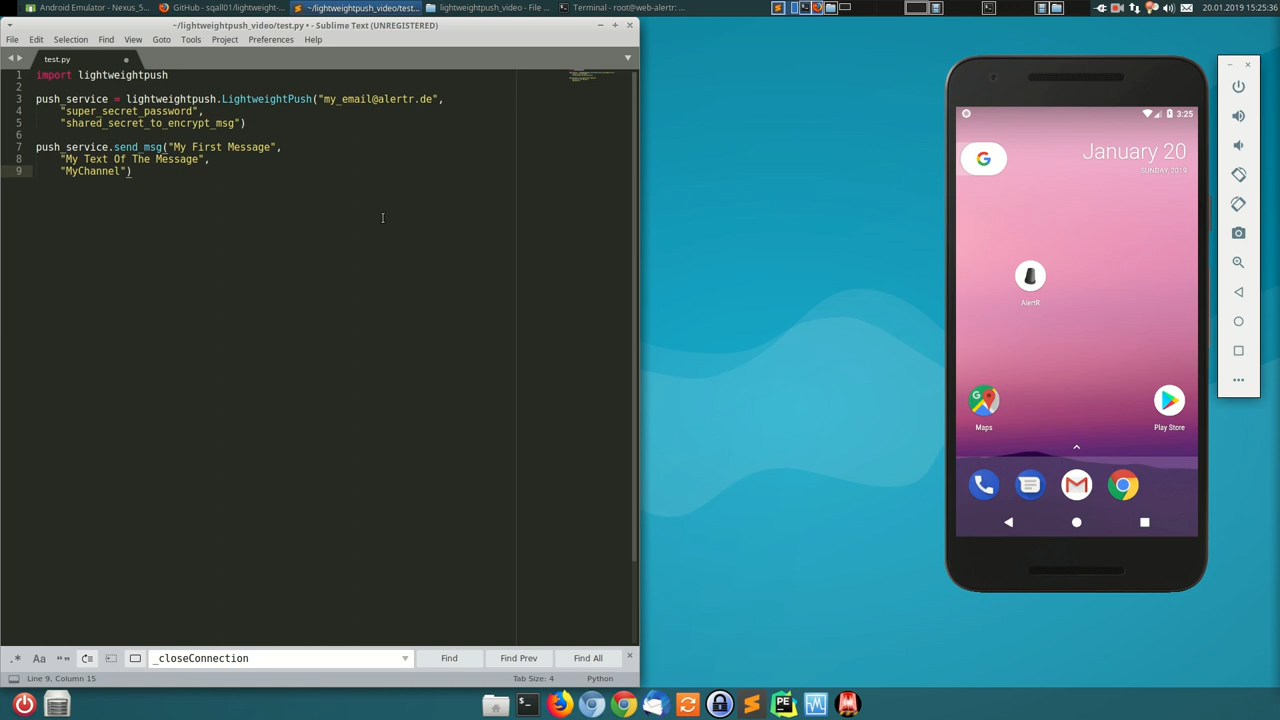 Android Emulator - Nexus_5...
GitHub - sqall01/lightweight-...
~/lightweightpush_video/test...
lightweightpush_video - File ...
Terminal - root@web-alertr: ...
20.01.2019 15:25:36
~/lightweightpush_video/test.py • - Sublime Text (UNREGISTERED)
File Edit Selection Find View Goto Tools Project Preferences Help
test.py
1 import lightweightpush
2
3 push_service = lightweightpush.LightweightPush("my_email@alertr.de",
4 "super_secret_password",
5 "shared_secret_to_encrypt_msg")
6
7 push_service.send_msg("My First Message",
8 "My Text Of The Message",
9 "MyChannel")
3:25
January 20
SUNDAY, 2019
AlertR
Maps
Play Store
_closeConnection
Find
Find Prev
Find All
Line 9, Column 15
Tab Size: 4
Python